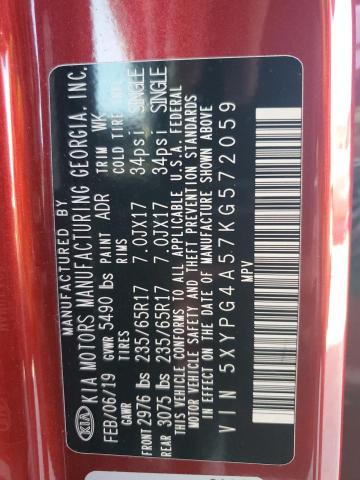 MANUFACTURED BY
KIA KIA MOTORS MANUFACTURING GEORGIA, INC.
FEB/06/19 GVWR 5490 lbs PAINT ADR TRIM WK
GAWR TIRES RIMS COLD TIRE
FRONT 2976 lbs 235/65R17 7.0JX17 34psi SINGLE
REAR 3075 lbs 235/65R17 7.0JX17 34psi SINGLE
THIS VEHICLE CONFORMS TO ALL APPLICABLE U.S.A. FEDERAL
MOTOR VEHICLE SAFETY AND THEFT PREVENTION STANDARDS
IN EFFECT ON THE DATE OF MANUFACTURE SHOWN ABOVE
VIN 5XYPG4A57KG572059
MPV